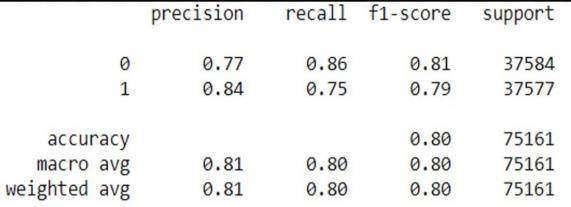 precision recall f1-score support
0 0.77 0.86 0.81 37584
1 0.84 0.75 0.79 37577
accuracy 0.80 75161
macro avg 0.81 0.80 0.80 75161
weighted avg 0.81 0.80 0.80 75161